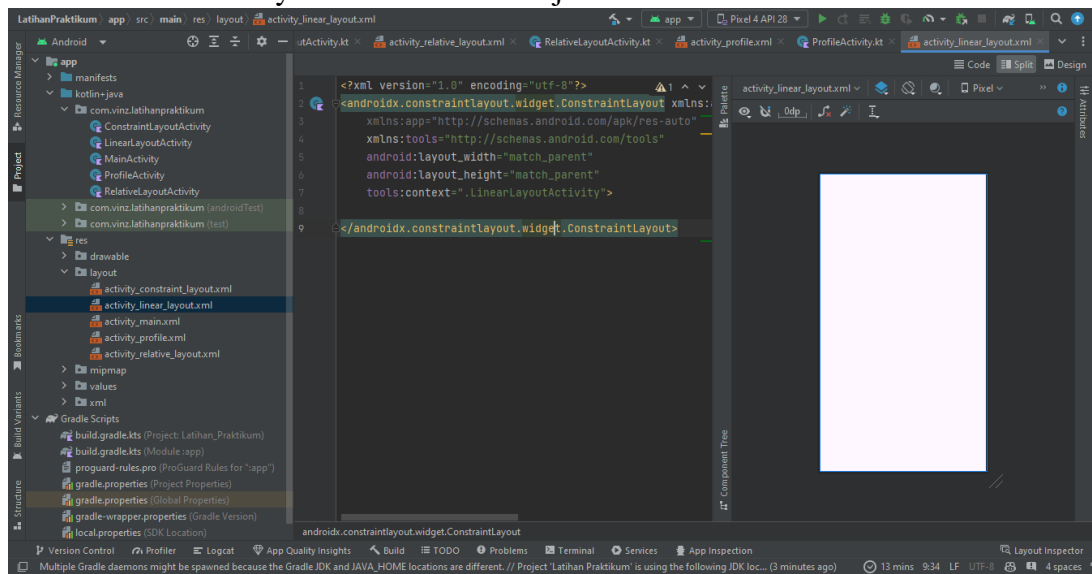 LatihanPraktikum › app › src › main › res › layout › activity_linear_layout.xml
app
Pixel 4 API 28
Android
utActivity.kt
activity_relative_layout.xml
RelativeLayoutActivity.kt
activity_profile.xml
ProfileActivity.kt
activity_linear_layout.xml
Code
Split
Design
Resource Manager
Project
Bookmarks
Build Variants
Structure
app
manifests
kotlin+java
com.vinz.latihanpraktikum
ConstraintLayoutActivity
LinearLayoutActivity
MainActivity
ProfileActivity
RelativeLayoutActivity
com.vinz.latihanpraktikum (androidTest)
com.vinz.latihanpraktikum (test)
res
drawable
layout
activity_constraint_layout.xml
activity_linear_layout.xml
activity_main.xml
activity_profile.xml
activity_relative_layout.xml
mipmap
values
xml
Gradle Scripts
build.gradle.kts (Project: Latihan_Praktikum)
build.gradle.kts (Module :app)
proguard-rules.pro (ProGuard Rules for ":app")
gradle.properties (Project Properties)
gradle.properties (Global Properties)
gradle-wrapper.properties (Gradle Version)
local.properties (SDK Location)
1 <?xml version="1.0" encoding="utf-8"?>
1
2 <androidx.constraintlayout.widget.ConstraintLayout xmlns:
3 xmlns:app="http://schemas.android.com/apk/res-auto"
4 xmlns:tools="http://schemas.android.com/tools"
5 android:layout_width="match_parent"
6 android:layout_height="match_parent"
7 tools:context=".LinearLayoutActivity">
8
9 </androidx.constraintlayout.widget.ConstraintLayout>
androidx.constraintlayout.widget.ConstraintLayout
Palette
Component Tree
activity_linear_layout.xml
Pixel
0dp
Attributes
Version Control
Profiler
Logcat
App Quality Insights
Build
TODO
Problems
Terminal
Services
App Inspection
Layout Inspector
Multiple Gradle daemons might be spawned because the Gradle JDK and JAVA_HOME locations are different. // Project 'Latihan Praktikum' is using the following JDK loc... (3 minutes ago)
13 mins
9:34
LF
UTF-8
4 spaces